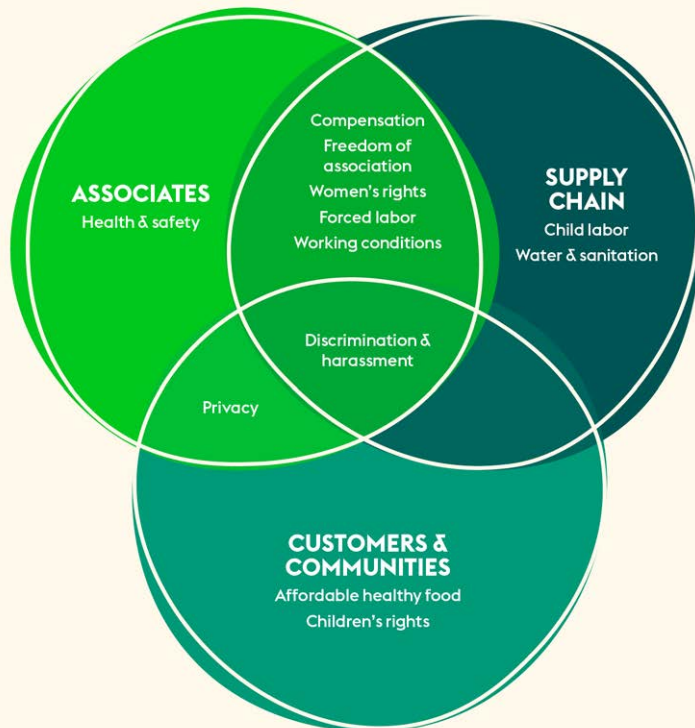 Compensation
Freedom of
association
Women's rights
Forced labor
Working conditions
ASSOCIATES
Health & safety
SUPPLY
CHAIN
Child labor
Water & sanitation
Discrimination &
harassment
Privacy
CUSTOMERS &
COMMUNITIES
Affordable healthy food
Children's rights